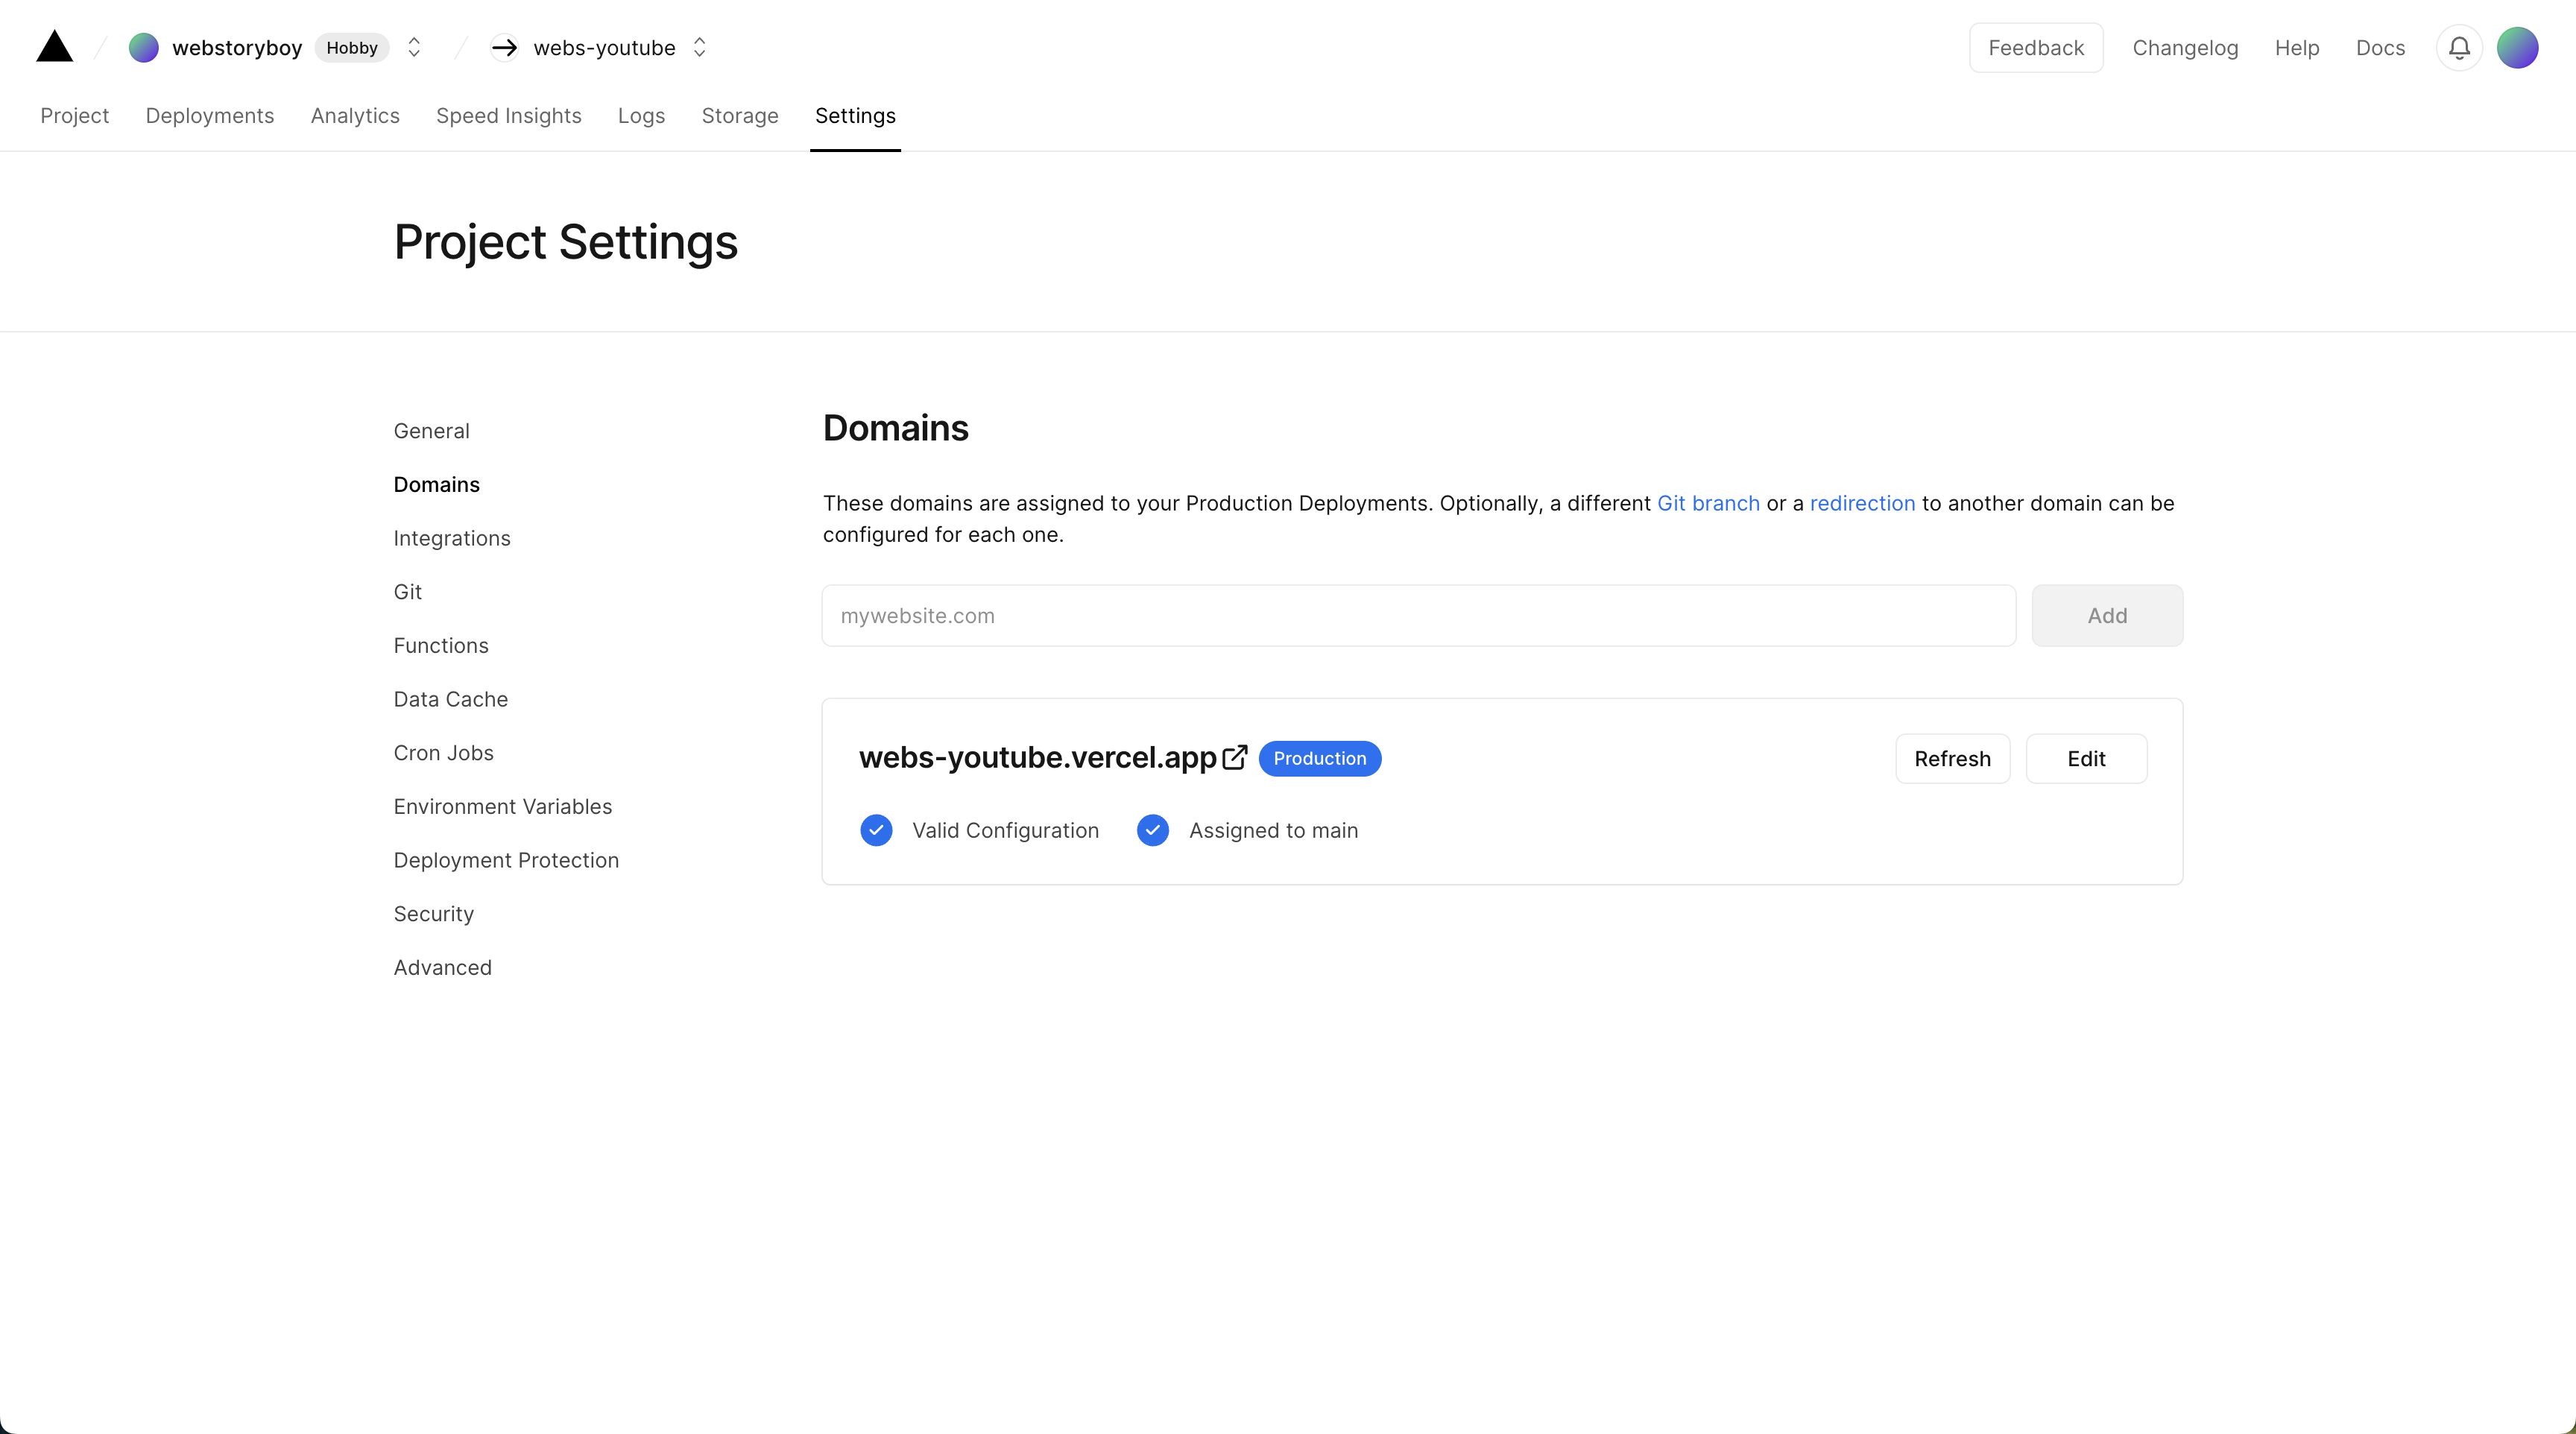 webstoryboy Hobby webs-youtube Feedback Changelog Help Docs
Project Deployments Analytics Speed Insights Logs Storage Settings
Project Settings
General
Domains
Integrations
Git
Functions
Data Cache
Cron Jobs
Environment Variables
Deployment Protection
Security
Advanced
Domains
These domains are assigned to your Production Deployments. Optionally, a different Git branch or a redirection to another domain can be
configured for each one.
mywebsite.com Add
webs-youtube.vercel.app Production Refresh Edit
Valid Configuration Assigned to main